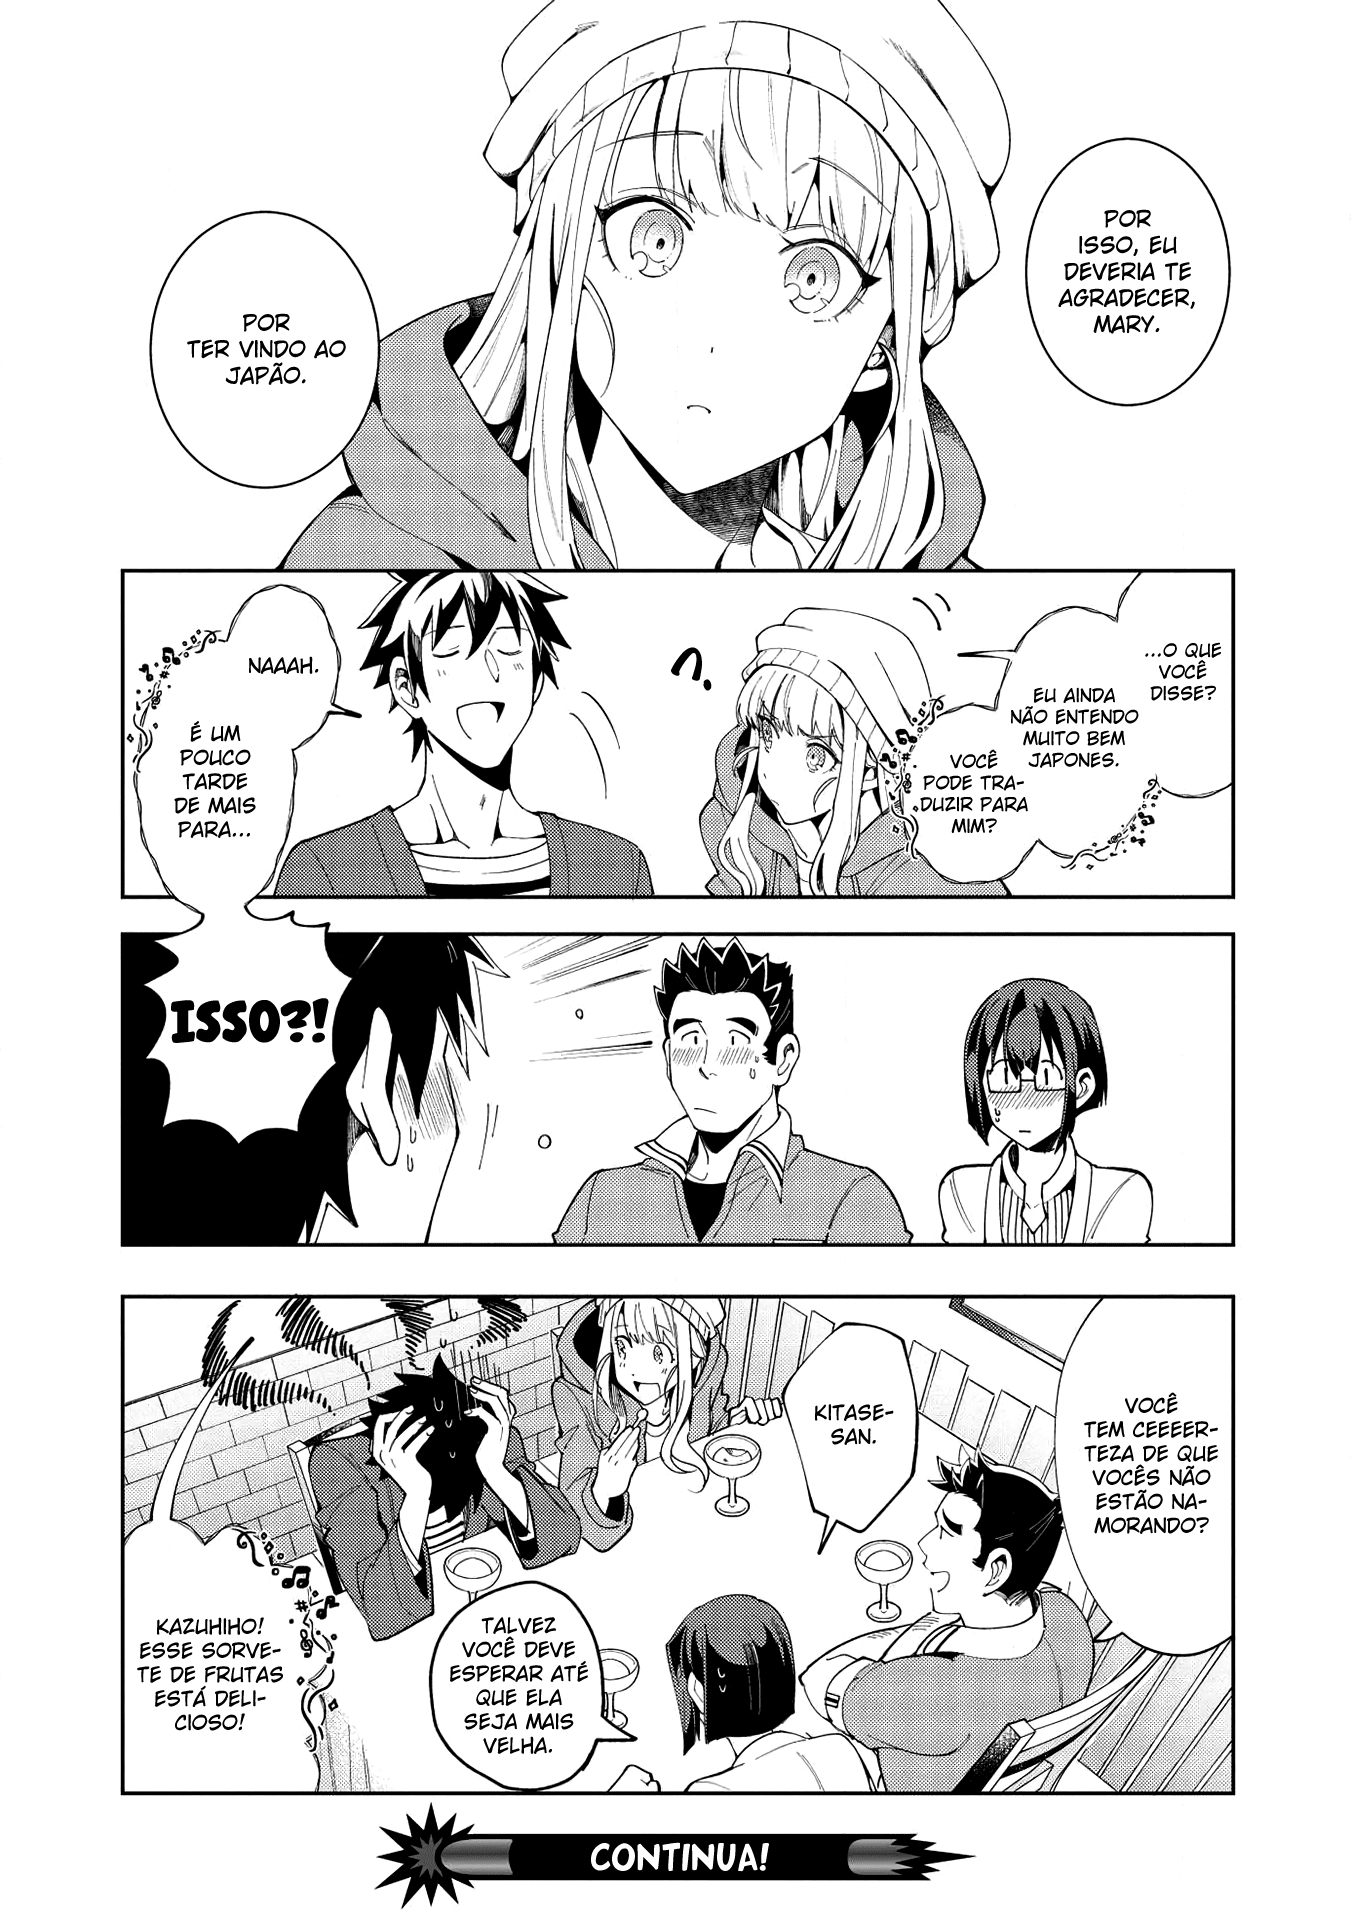 POR
ISSO, EU
DEVERIA TE
AGRADECER,
MARY.
POR
TER VINDO AO
JAPÃO.
...O QUE
VOCÊ
DISSE?
EU AINDA
NÃO ENTENDO
MUITO BEM
JAPONES.
VOCÊ
PODE TRA-
DUZIR PARA
MIM?
NAAAH.
É UM
POUCO
TARDE
DE MAIS
PARA...
ISSO?!
VOCÊ
TEM CEEEER-
TEZA DE QUE
VOCÊS NÃO
ESTÃO NA-
MORANDO?
KITASE-
SAN.
TALVEZ
VOCÊ DEVE
ESPERAR ATÉ
QUE ELA
SEJA MAIS
VELHA.
KAZUHIHO!
ESSE SORVE-
TE DE FRUTAS
ESTÁ DELI-
CIOSO!
CONTINUA!